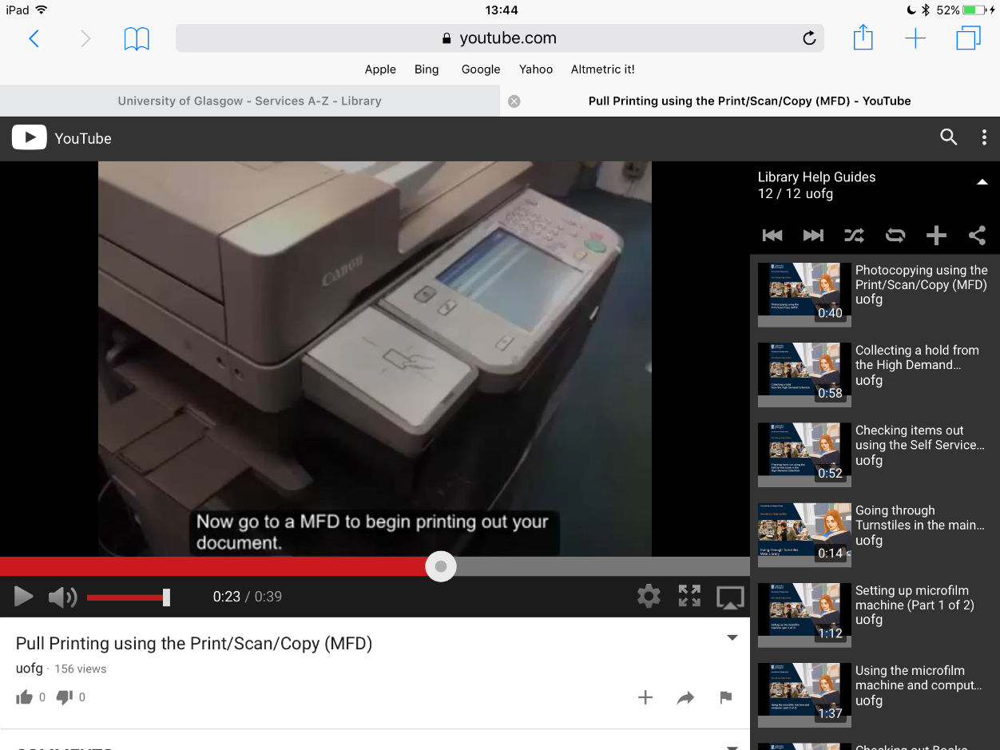 iPad 13:44 52%
youtube.com
Apple Bing Google Yahoo Altmetric it!
University of Glasgow - Services A-Z - Library
Pull Printing using the Print/Scan/Copy (MFD) - YouTube
YouTube
Canon
Now go to a MFD to begin printing out your
document.
0:23 / 0:39
Pull Printing using the Print/Scan/Copy (MFD)
uofg · 156 views
0 0
Library Help Guides
12 / 12 uofg
Photocopying using the
Print/Scan/Copy (MFD)
uofg
0:40
Collecting a hold from
the High Demand...
uofg
0:58
Checking items out
using the Self Service...
uofg
0:52
Going through
Turnstiles in the main...
uofg
0:14
Setting up microfilm
machine (Part 1 of 2)
uofg
1:12
Using the microfilm
machine and comput...
uofg
1:37